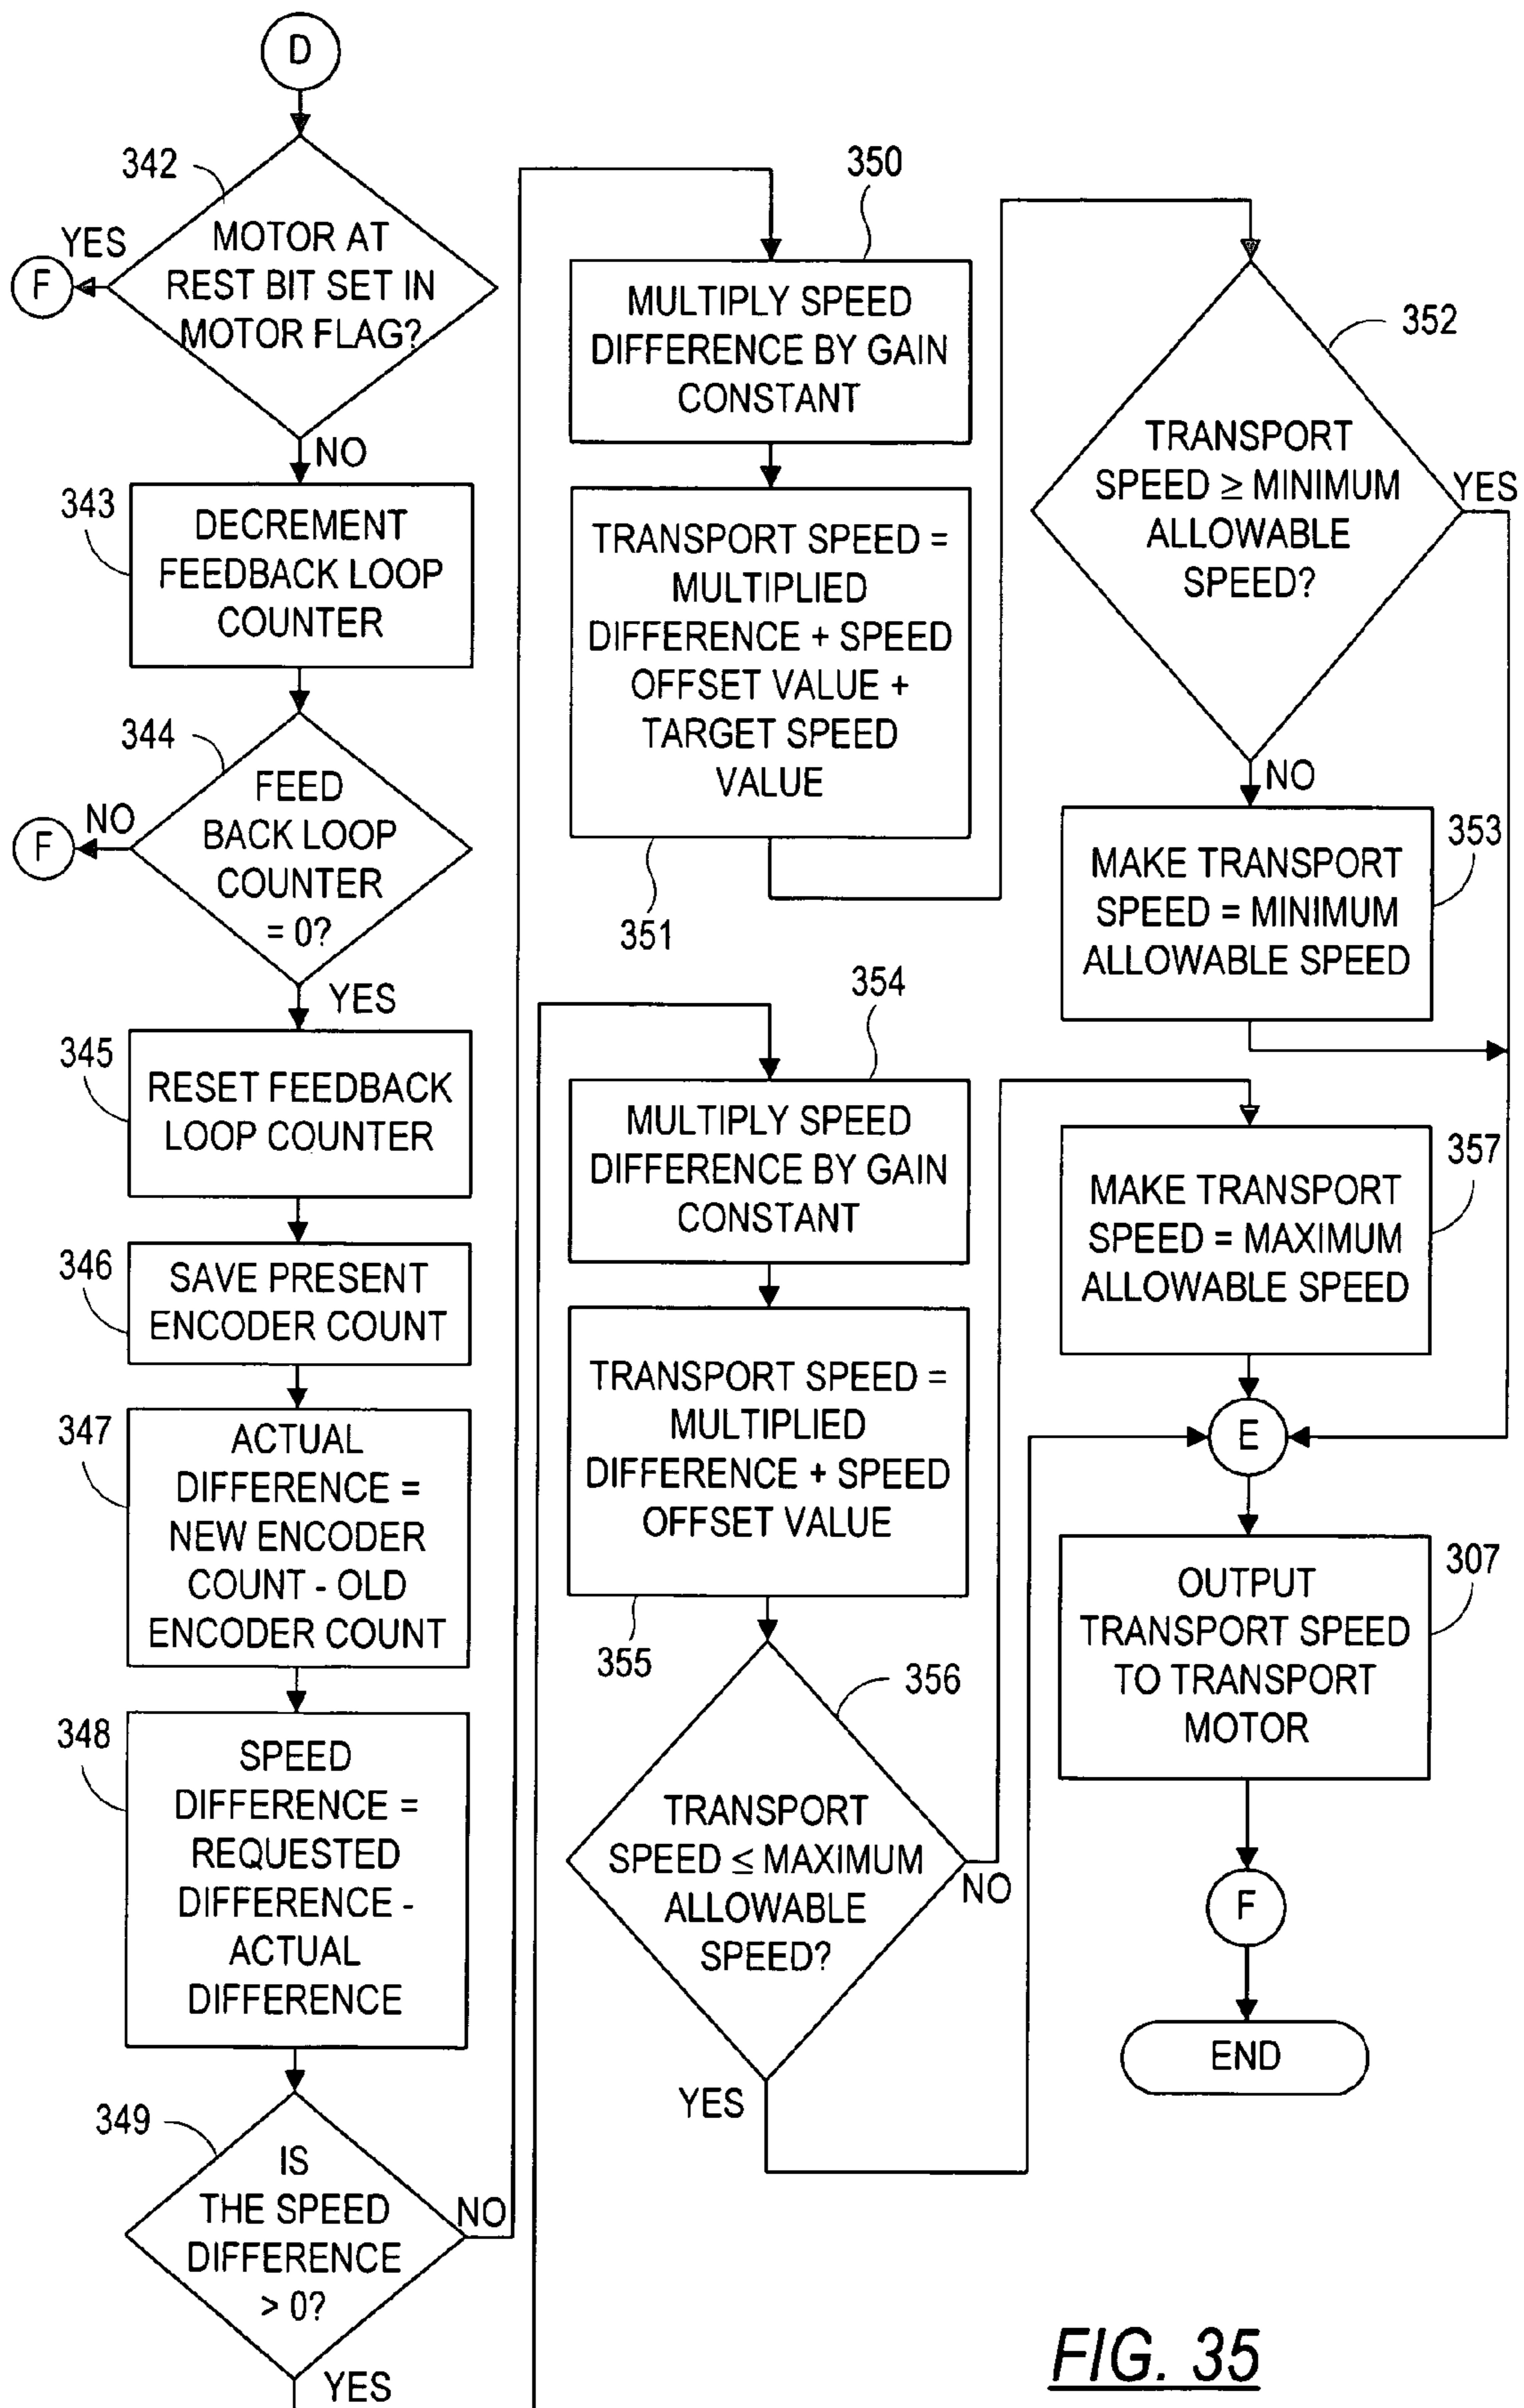 D
342
MOTOR AT
REST BIT SET IN
MOTOR FLAG?
YES
F
NO
343
DECREMENT
FEEDBACK LOOP
COUNTER
344
FEED
BACK LOOP
COUNTER
= 0?
NO
F
YES
345
RESET FEEDBACK
LOOP COUNTER
346
SAVE PRESENT
ENCODER COUNT
347
ACTUAL
DIFFERENCE =
NEW ENCODER
COUNT - OLD
ENCODER COUNT
348
SPEED
DIFFERENCE =
REQUESTED
DIFFERENCE -
ACTUAL
DIFFERENCE
349
IS
THE SPEED
DIFFERENCE
> 0?
NO
YES
350
MULTIPLY SPEED
DIFFERENCE BY GAIN
CONSTANT
TRANSPORT SPEED =
MULTIPLIED
DIFFERENCE + SPEED
OFFSET VALUE +
TARGET SPEED
VALUE
351
354
MULTIPLY SPEED
DIFFERENCE BY GAIN
CONSTANT
TRANSPORT SPEED =
MULTIPLIED
DIFFERENCE + SPEED
OFFSET VALUE
355
356
TRANSPORT
SPEED ≤ MAXIMUM
ALLOWABLE
SPEED?
NO
YES
352
TRANSPORT
SPEED ≥ MINIMUM
ALLOWABLE
SPEED?
YES
NO
353
MAKE TRANSPORT
SPEED = MINIMUM
ALLOWABLE SPEED
357
MAKE TRANSPORT
SPEED = MAXIMUM
ALLOWABLE SPEED
E
307
OUTPUT
TRANSPORT SPEED
TO TRANSPORT
MOTOR
F
END
FIG. 35